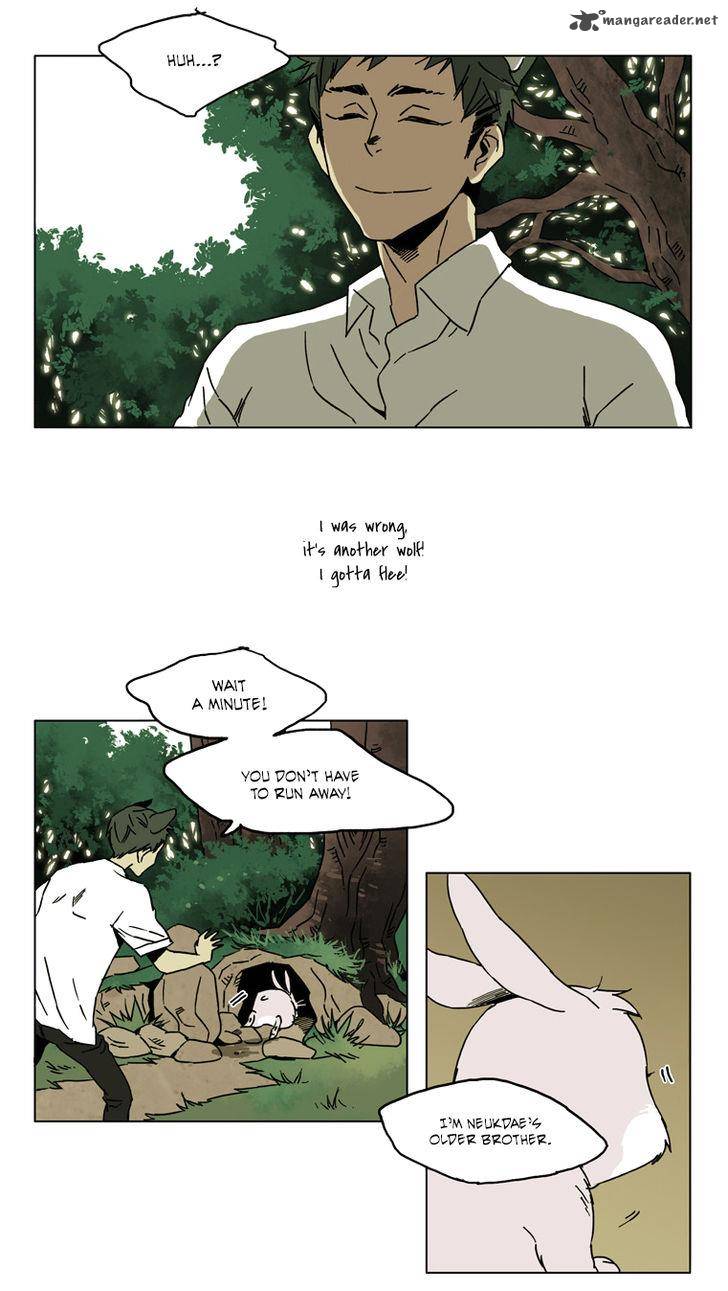 mangareader.net
HUH...?
I was wrong,
it's another wolf!
I gotta flee!
WAIT
A MINUTE!
YOU DON'T HAVE
TO RUN AWAY!
I'M NEUKDAE'S
OLDER BROTHER.